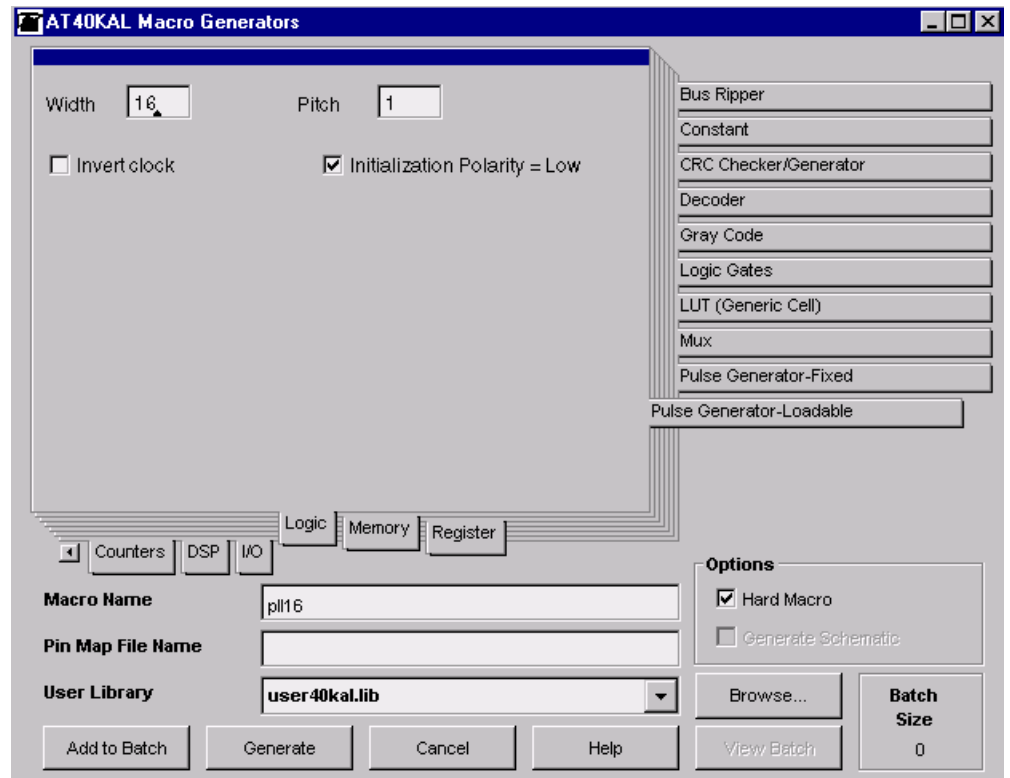 AT40KAL Macro Generators
Width 16 Pitch 1
Invert clock Initialization Polarity = Low
Bus Ripper
Constant
CRC Checker/Generator
Decoder
Gray Code
Logic Gates
LUT (Generic Cell)
Mux
Pulse Generator-Fixed
Pulse Generator-Loadable
Counters DSP I/O Logic Memory Register
Options
Macro Name pll16
Hard Macro
Pin Map File Name
Generate Schematic
User Library user40kal.lib
Browse...
Batch Size
0
Add to Batch Generate Cancel Help View Batch